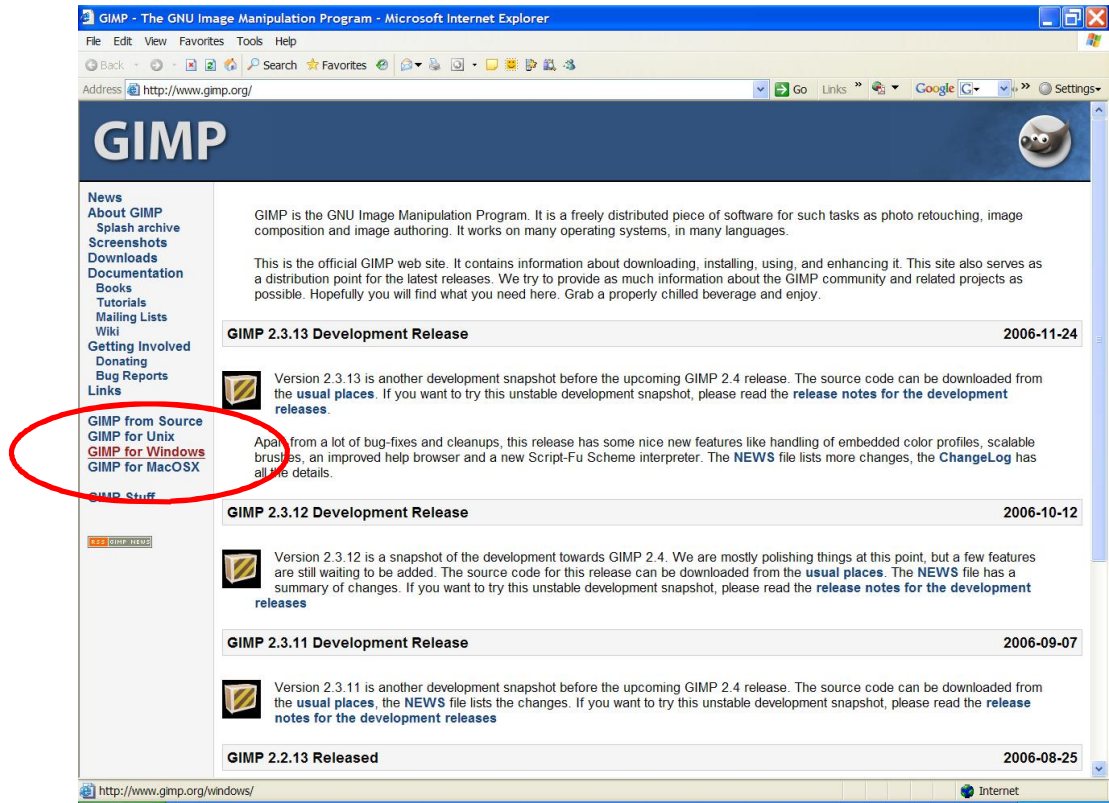 GIMP - The GNU Image Manipulation Program - Microsoft Internet Explorer
File Edit View Favorites Tools Help
Back Search Favorites
Address http://www.gimp.org/ Go Links » Google G Settings
GIMP
News
About GIMP
Splash archive
Screenshots
Downloads
Documentation
Books
Tutorials
Mailing Lists
Wiki
Getting Involved
Donating
Bug Reports
Links
GIMP from Source
GIMP for Unix
GIMP for Windows
GIMP for MacOSX
GIMP Stuff
RSS GIMP NEWS
GIMP is the GNU Image Manipulation Program. It is a freely distributed piece of software for such tasks as photo retouching, image
composition and image authoring. It works on many operating systems, in many languages.
This is the official GIMP web site. It contains information about downloading, installing, using, and enhancing it. This site also serves as
a distribution point for the latest releases. We try to provide as much information about the GIMP community and related projects as
possible. Hopefully you will find what you need here. Grab a properly chilled beverage and enjoy.
GIMP 2.3.13 Development Release 2006-11-24
Version 2.3.13 is another development snapshot before the upcoming GIMP 2.4 release. The source code can be downloaded from
the usual places. If you want to try this unstable development snapshot, please read the release notes for the development
releases.
Apart from a lot of bug-fixes and cleanups, this release has some nice new features like handling of embedded color profiles, scalable
brushes, an improved help browser and a new Script-Fu Scheme interpreter. The NEWS file lists more changes, the ChangeLog has
all the details.
GIMP 2.3.12 Development Release 2006-10-12
Version 2.3.12 is a snapshot of the development towards GIMP 2.4. We are mostly polishing things at this point, but a few features
are still waiting to be added. The source code for this release can be downloaded from the usual places. The NEWS file has a
summary of changes. If you want to try this unstable development snapshot, please read the release notes for the development
releases
GIMP 2.3.11 Development Release 2006-09-07
Version 2.3.11 is another development snapshot before the upcoming GIMP 2.4 release. The source code can be downloaded from
the usual places, the NEWS file lists the changes. If you want to try this unstable development snapshot, please read the release
notes for the development releases
GIMP 2.2.13 Released 2006-08-25
http://www.gimp.org/windows/ Internet